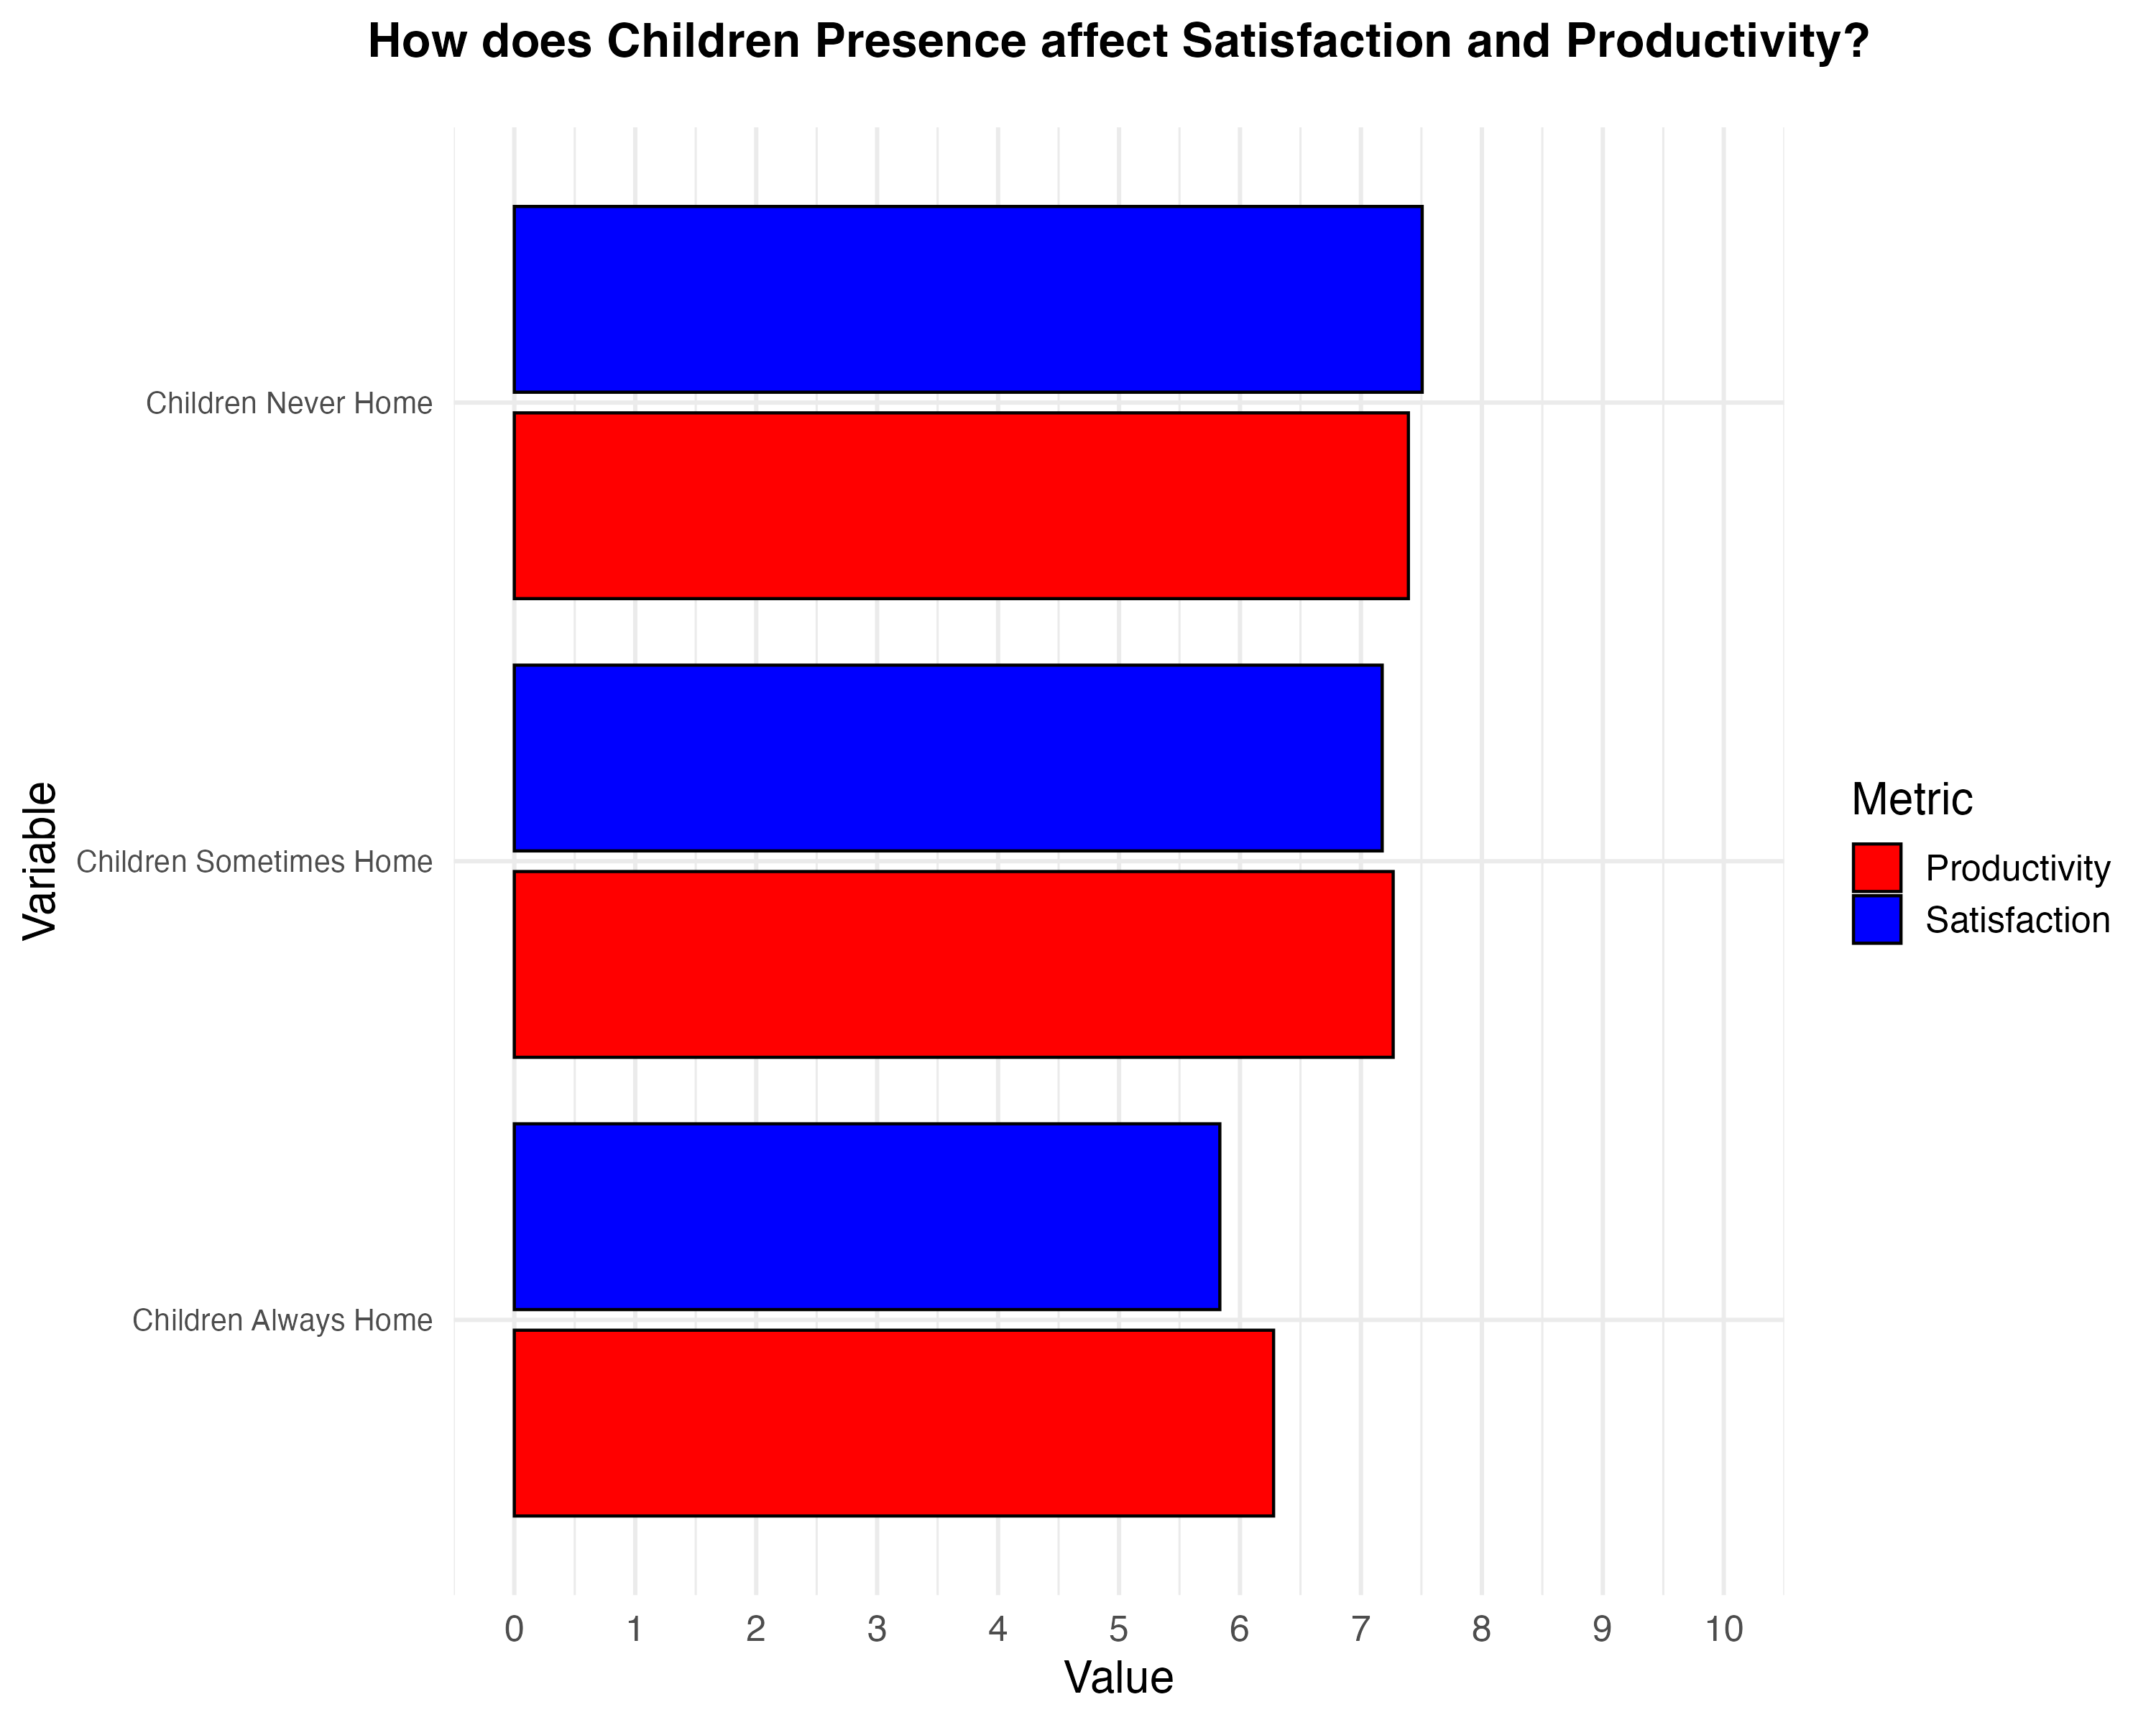 How does Children Presence affect Satisfaction and Productivity?
Variable
Children Never Home
Children Sometimes Home
Children Always Home
0 1 2 3 4 5 6 7 8 9 10
Value
Metric
Productivity
Satisfaction